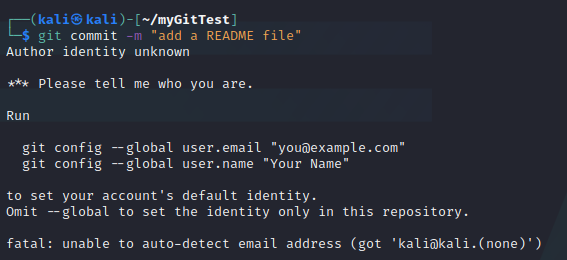 ┌──(kali㉿kali)-[~/myGitTest]
└─$ git commit -m "add a README file"
Author identity unknown
*** Please tell me who you are.
Run
git config --global user.email "you@example.com"
git config --global user.name "Your Name"
to set your account's default identity.
Omit --global to set the identity only in this repository.
fatal: unable to auto-detect email address (got 'kali@kali.(none)')